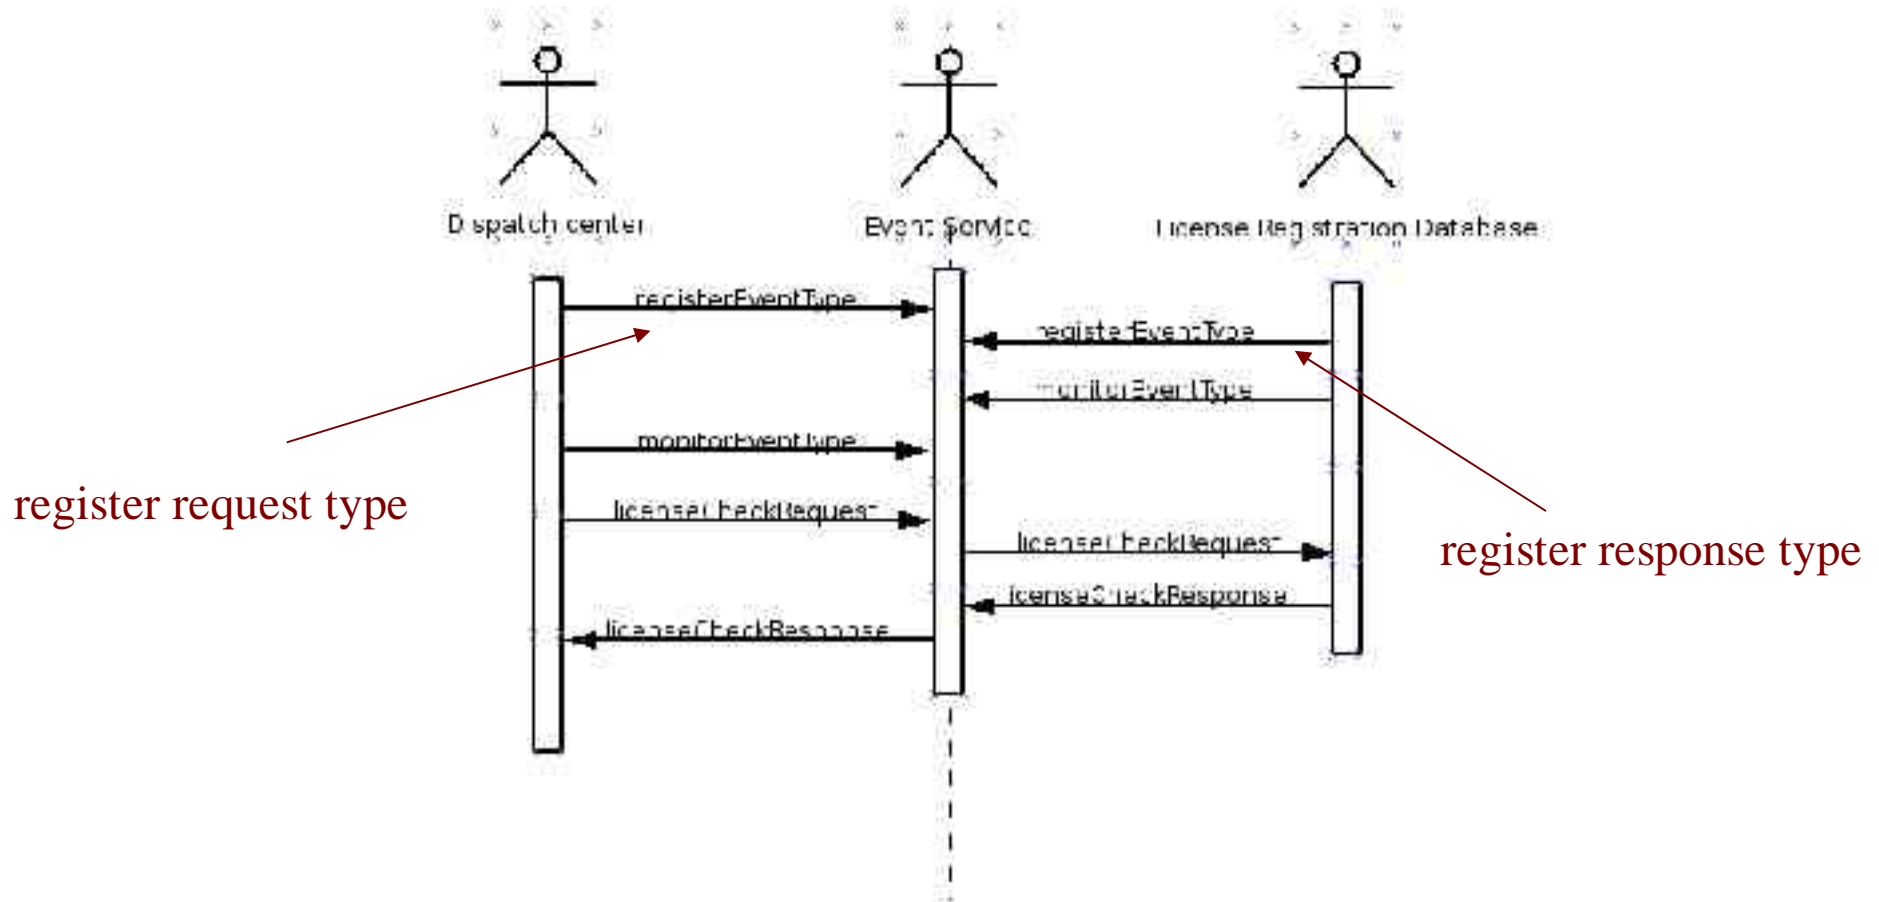 Dispatch center
Event Service
License Registration Database
registerEventType
registerEventType
monitorEventType
monitorEventType
register request type
licenseCheckRequest
licenseCheckRequest
register response type
licenseCheckResponse
licenseCheckResponse